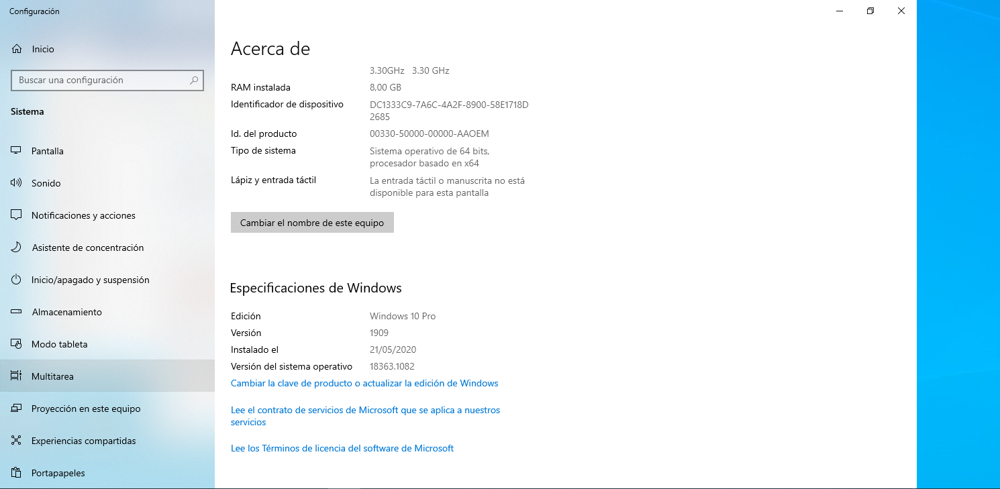 Configuración
Inicio
Buscar una configuración
Sistema
Pantalla
Sonido
Notificaciones y acciones
Asistente de concentración
Inicio/apagado y suspensión
Almacenamiento
Modo tableta
Multitarea
Proyección en este equipo
Experiencias compartidas
Portapapeles
Acerca de
3.30GHz 3.30 GHz
RAM instalada 8,00 GB
Identificador de dispositivo DC1333C9-7A6C-4A2F-8900-58E1718D
2685
Id. del producto 00330-50000-00000-AAOEM
Tipo de sistema Sistema operativo de 64 bits,
procesador basado en x64
Lápiz y entrada táctil La entrada táctil o manuscrita no está
disponible para esta pantalla
Cambiar el nombre de este equipo
Especificaciones de Windows
Edición Windows 10 Pro
Versión 1909
Instalado el 21/05/2020
Versión del sistema operativo 18363.1082
Cambiar la clave de producto o actualizar la edición de Windows
Lee el contrato de servicios de Microsoft que se aplica a nuestros
servicios
Lee los Términos de licencia del software de Microsoft